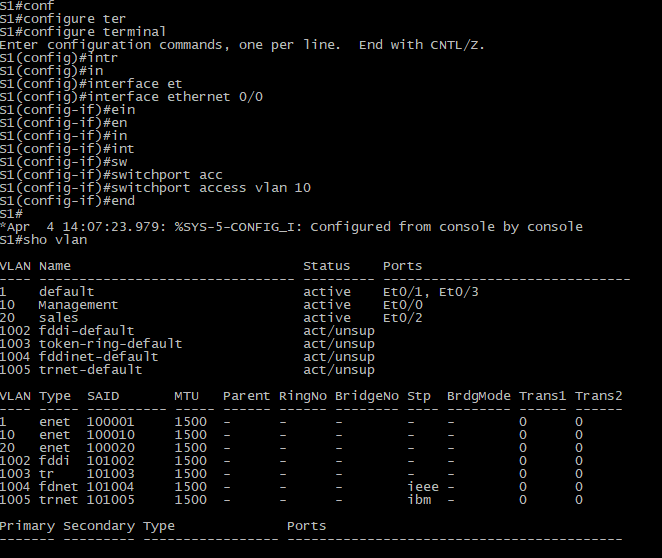 S1#conf
S1#configure ter
S1#configure terminal
Enter configuration commands, one per line.  End with CNTL/Z.
S1(config)#intr
S1(config)#in
S1(config)#interface et
S1(config)#interface ethernet 0/0
S1(config-if)#ein
S1(config-if)#en
S1(config-if)#in
S1(config-if)#int
S1(config-if)#sw
S1(config-if)#switchport acc
S1(config-if)#switchport access vlan 10
S1(config-if)#end
S1#
*Apr  4 14:07:23.979: %SYS-5-CONFIG_I: Configured from console by console
S1#sho vlan

VLAN Name                             Status    Ports
---- -------------------------------- --------- -------------------------------
1    default                          active    Et0/1, Et0/3
10   Management                       active    Et0/0
20   sales                            active    Et0/2
1002 fddi-default                     act/unsup
1003 token-ring-default               act/unsup
1004 fddinet-default                  act/unsup
1005 trnet-default                    act/unsup

VLAN Type  SAID       MTU   Parent RingNo BridgeNo Stp  BrdgMode Trans1 Trans2
---- ----- ---------- ----- ------ ------ -------- ---- -------- ------ ------
1    enet  100001     1500  -      -      -        -    -        0      0
10   enet  100010     1500  -      -      -        -    -        0      0
20   enet  100020     1500  -      -      -        -    -        0      0
1002 fddi  101002     1500  -      -      -        -    -        0      0
1003 tr    101003     1500  -      -      -        -    -        0      0
1004 fdnet 101004     1500  -      -      -        ieee -        0      0
1005 trnet 101005     1500  -      -      -        ibm  -        0      0

Primary Secondary Type              Ports
------- --------- ----------------- ------------------------------------------